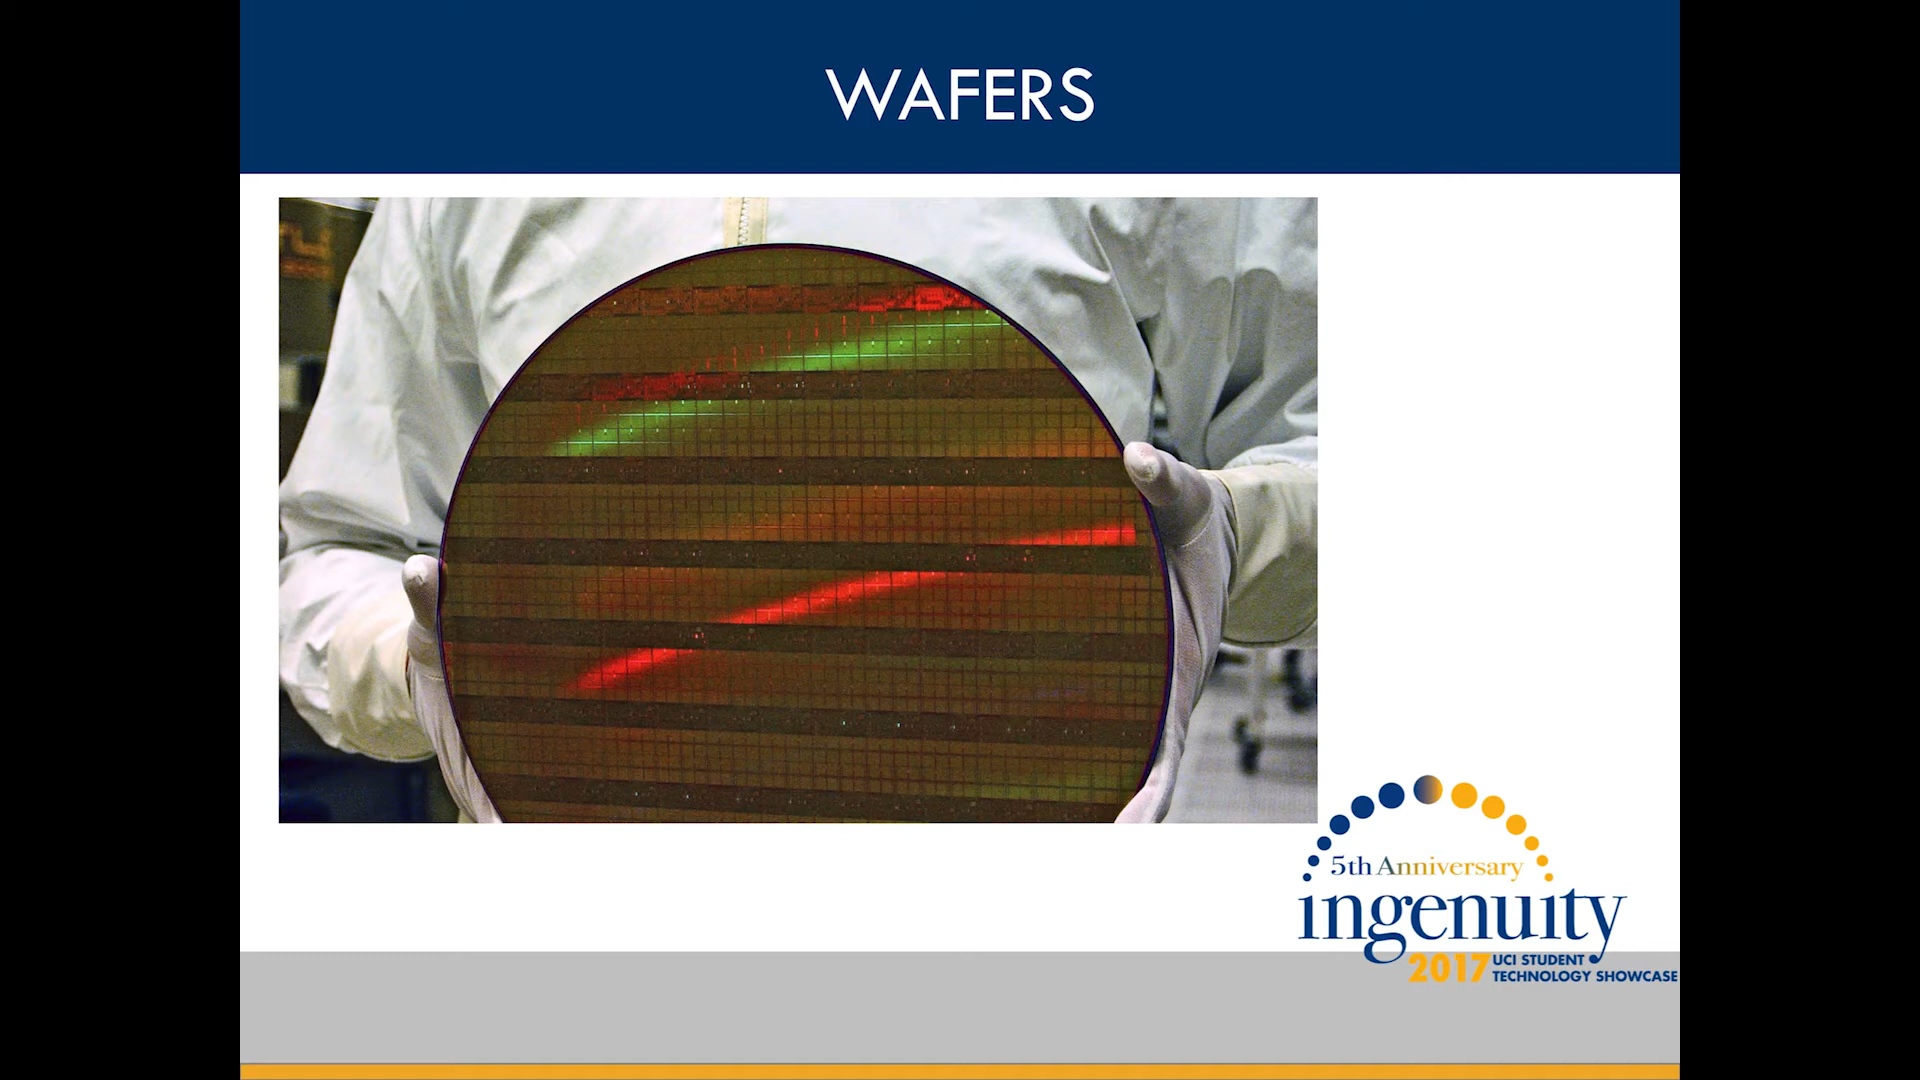 WAFERS
5th Anniversary
ingenuity
2017 UCI STUDENT
TECHNOLOGY SHOWCASE